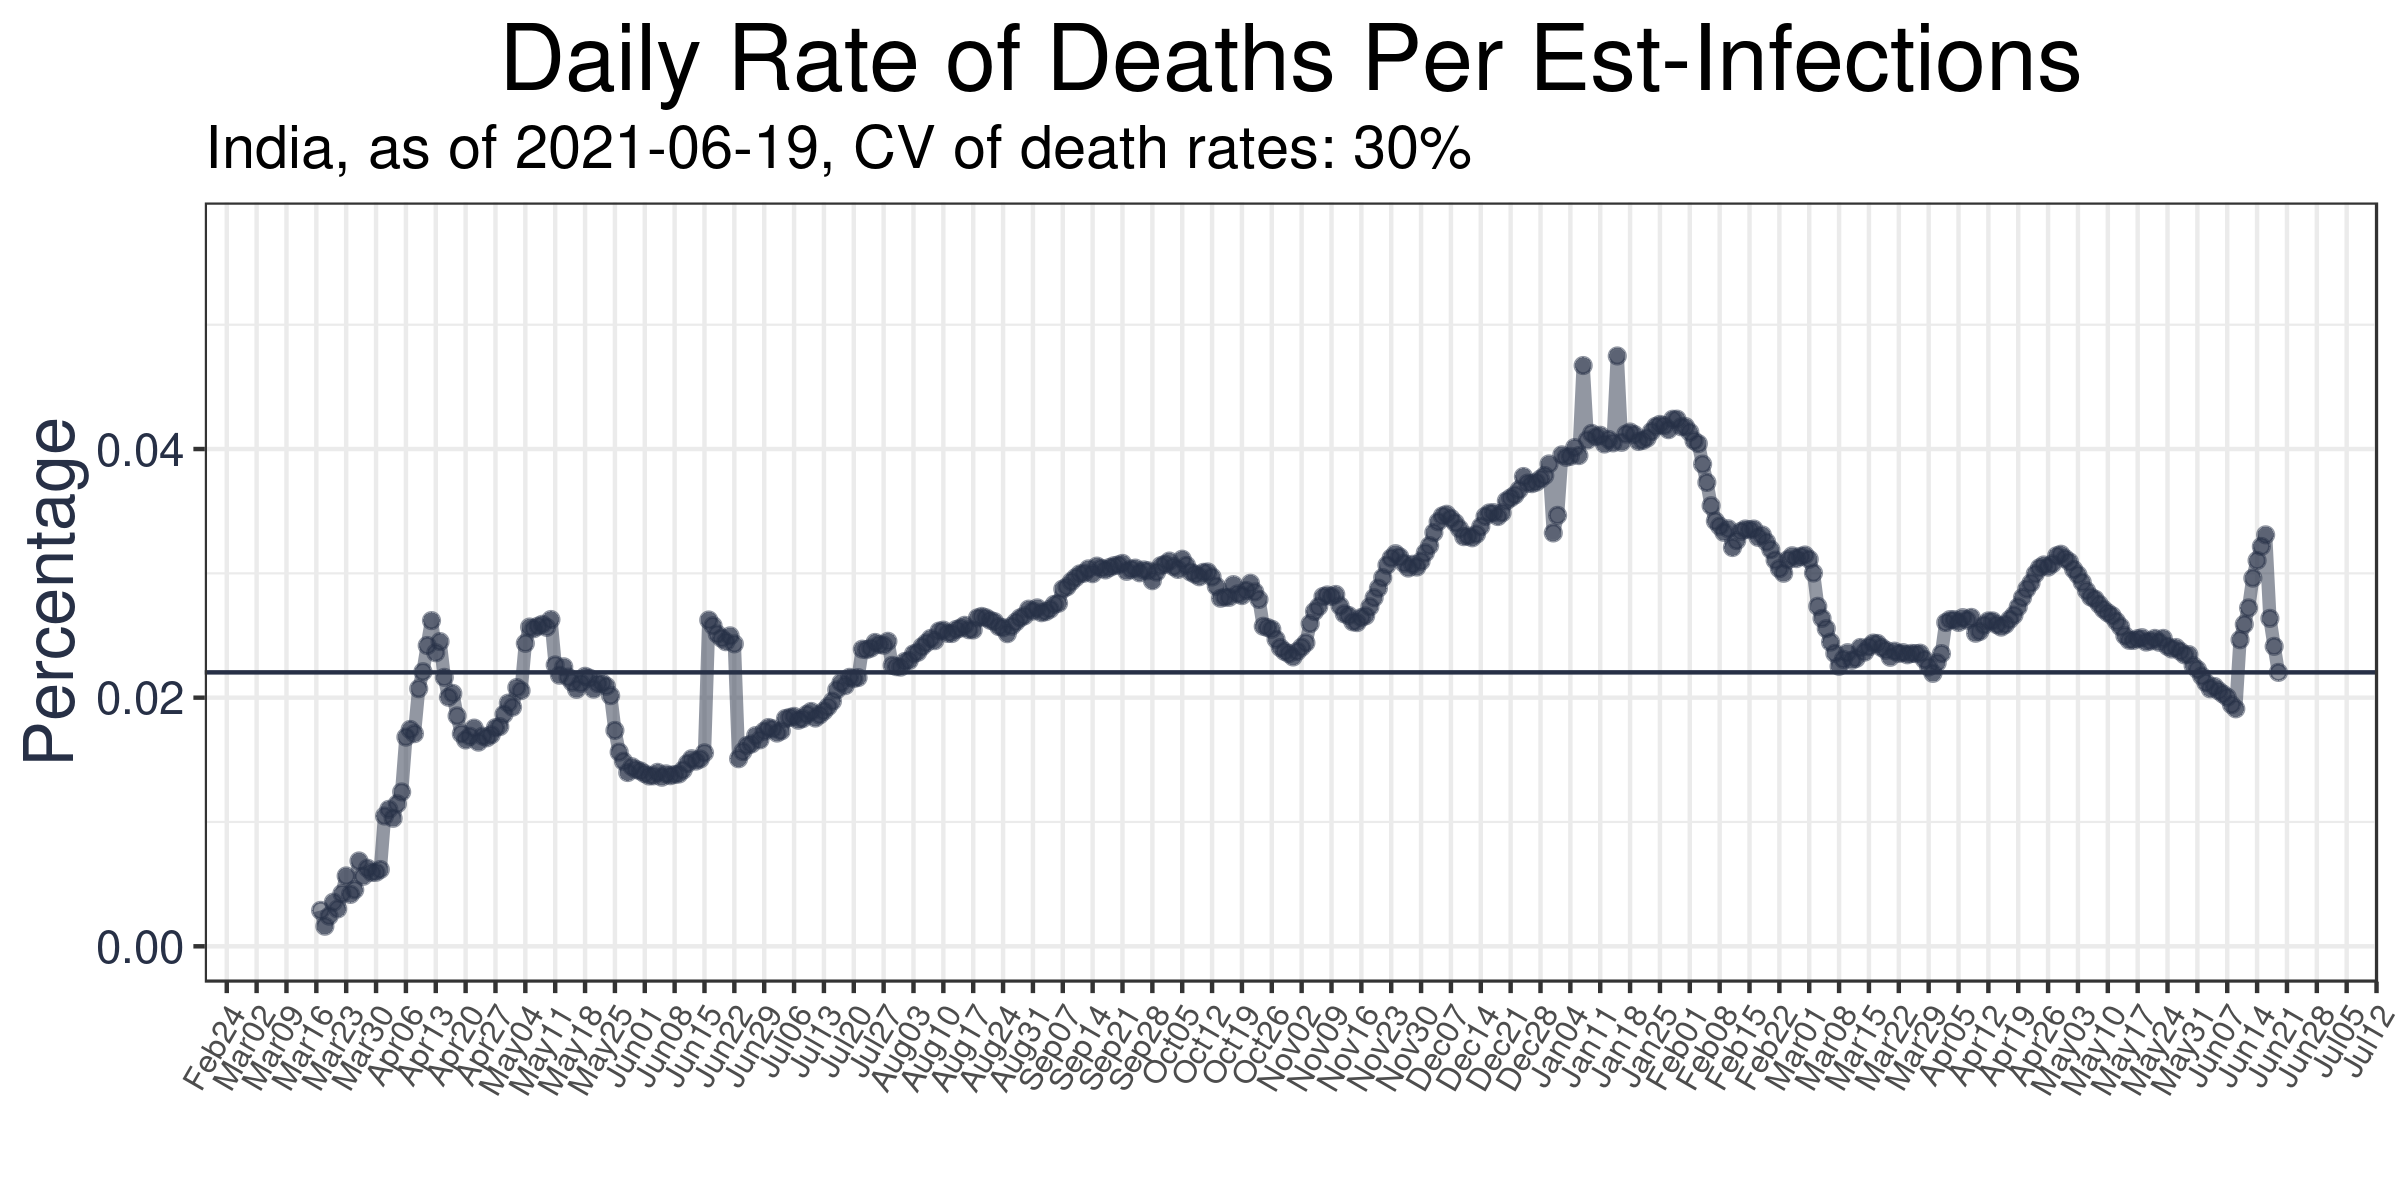 Daily Rate of Deaths Per Est-Infections
India, as of 2021-06-19, CV of death rates: 30%
Percentage
0.04
0.02
0.00
Feb24 Mar02 Mar09 Mar16 Mar23 Mar30 Apr06 Apr13 Apr20 Apr27 May04 May11 May18 May25 Jun01 Jun08 Jun15 Jun22 Jun29 Jul06 Jul13 Jul20 Jul27 Aug03 Aug10 Aug17 Aug24 Aug31 Sep07 Sep14 Sep21 Sep28 Oct05 Oct12 Oct19 Oct26 Nov02 Nov09 Nov16 Nov23 Nov30 Dec07 Dec14 Dec21 Dec28 Jan04 Jan11 Jan18 Jan25 Feb01 Feb08 Feb15 Feb22 Mar01 Mar08 Mar15 Mar22 Mar29 Apr05 Apr12 Apr19 Apr26 May03 May10 May17 May24 May31 Jun07 Jun14 Jun21 Jun28 Jul05 Jul12